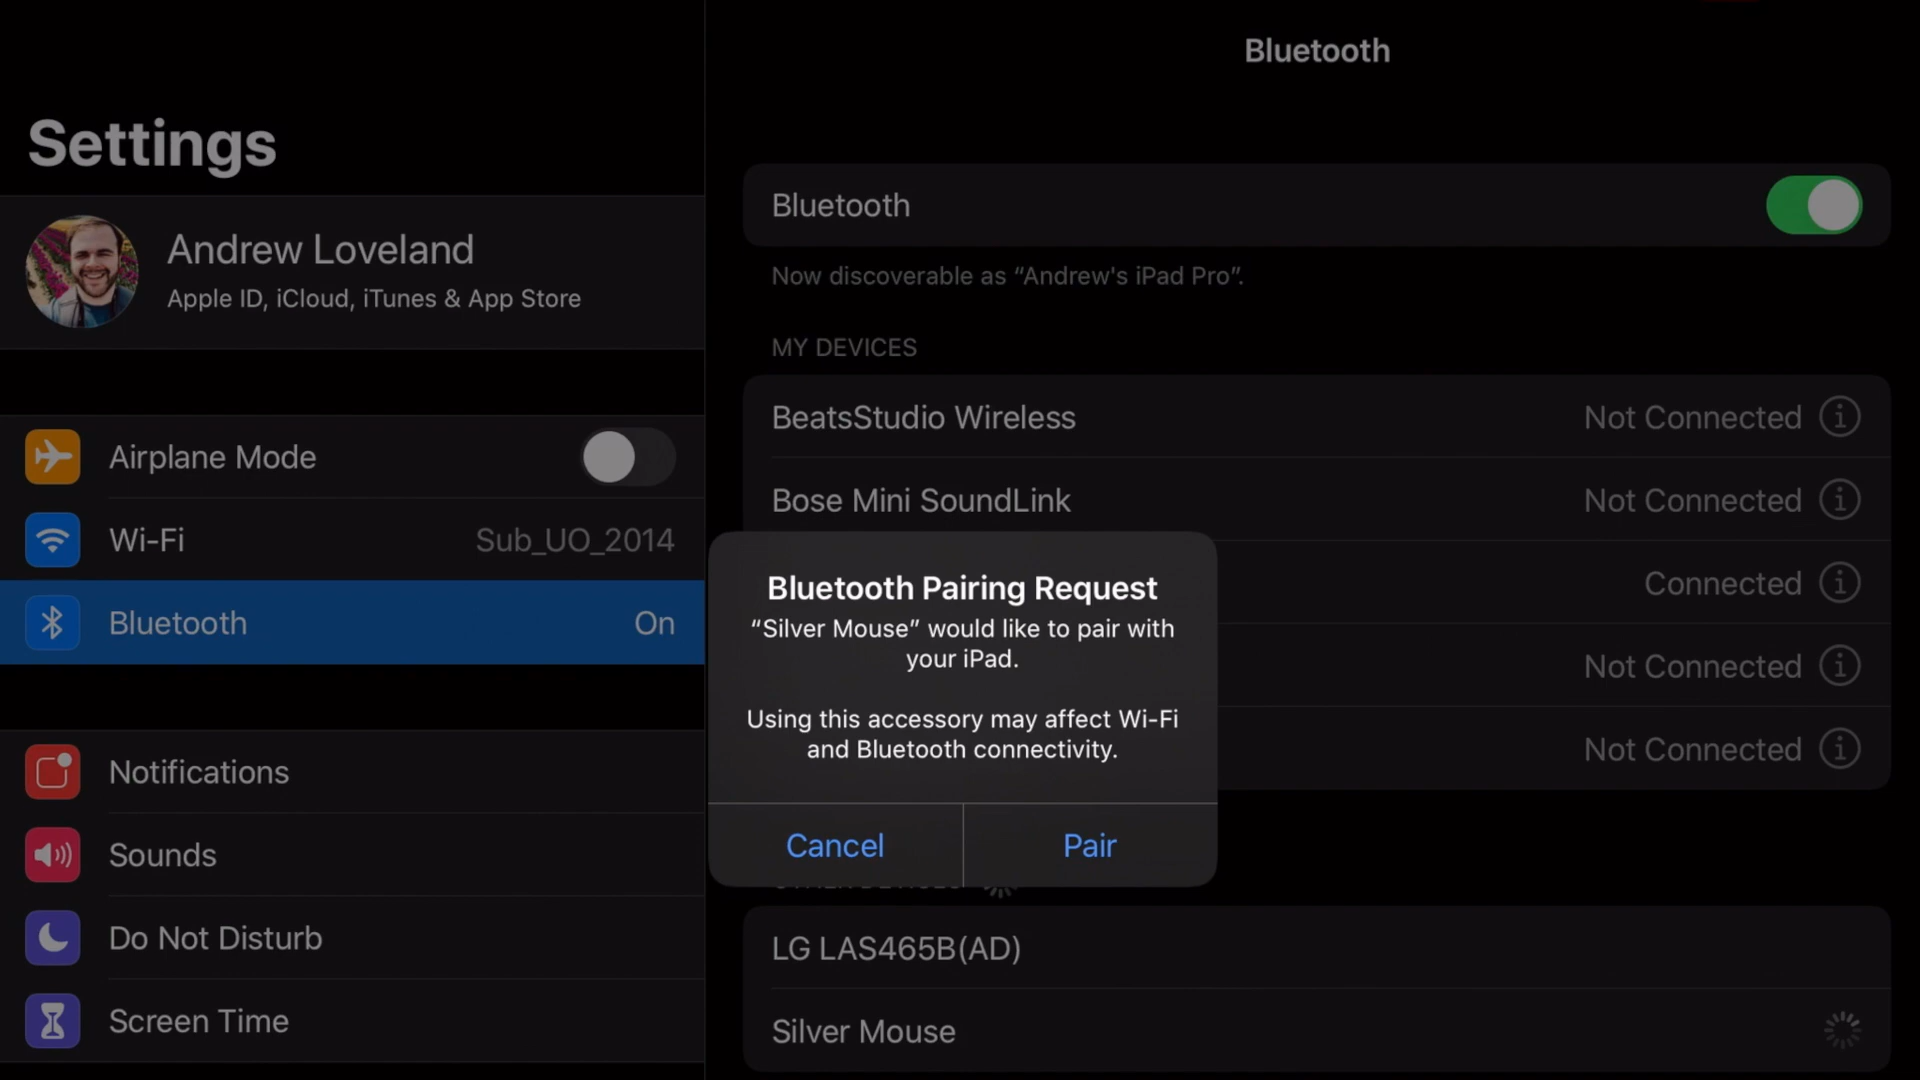 Settings
Andrew Loveland
Apple ID, iCloud, iTunes & App Store
Airplane Mode
Wi-Fi Sub_UO_2014
Bluetooth On
Notifications
Sounds
Do Not Disturb
Screen Time
Bluetooth
Bluetooth
Now discoverable as “Andrew's iPad Pro”.
MY DEVICES
BeatsStudio Wireless Not Connected
Bose Mini SoundLink Not Connected
Connected
Not Connected
Not Connected
Bluetooth Pairing Request
“Silver Mouse” would like to pair with
your iPad.
Using this accessory may affect Wi-Fi
and Bluetooth connectivity.
Cancel Pair
LG LAS465B(AD)
Silver Mouse